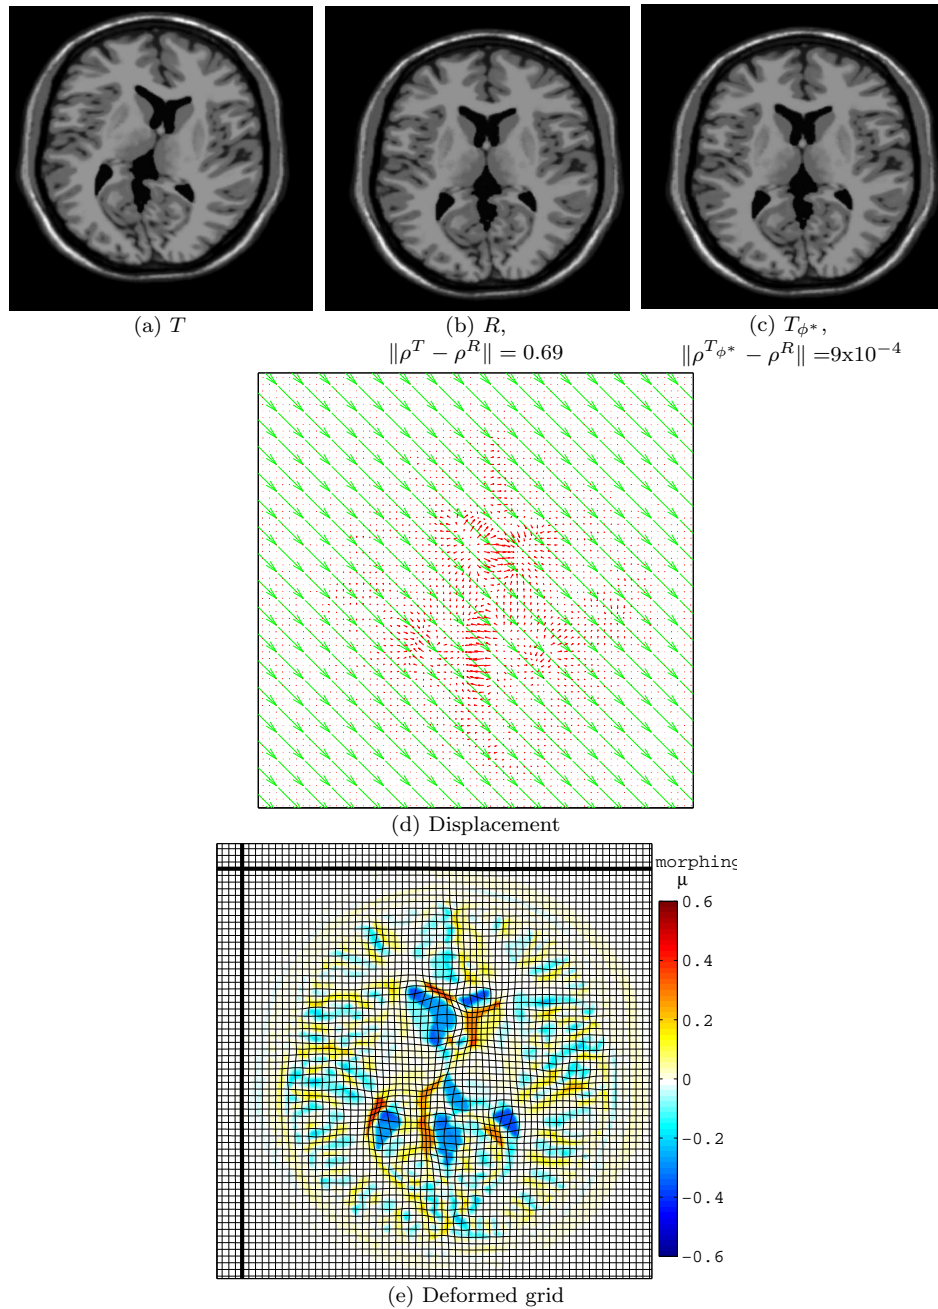 (a) T
(b) R,
‖ρ^T − ρ^R‖ = 0.69
(c) T_{ϕ*},
‖ρ^{T_{ϕ*}} − ρ^R‖ =9x10^{−4}
(d) Displacement
morphing
μ
0.6
0.4
0.2
0
−0.2
−0.4
−0.6
(e) Deformed grid